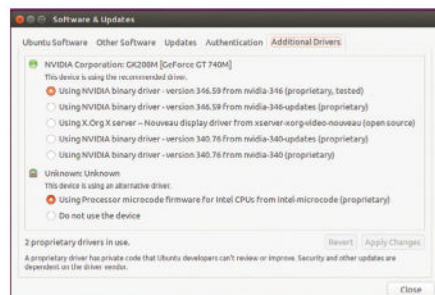 Software & Updates
Ubuntu Software Other Software Updates Authentication Additional Drivers
NVIDIA Corporation: GK208M [GeForce GT 740M]
This device is using the recommended driver.
Using NVIDIA binary driver - version 346.59 from nvidia-346 (proprietary, tested)
Using NVIDIA binary driver - version 346.59 from nvidia-346-updates (proprietary)
Using X.Org X server – Nouveau display driver from xserver-xorg-video-nouveau (open source)
Using NVIDIA binary driver - version 340.76 from nvidia-340-updates (proprietary)
Using NVIDIA binary driver - version 340.76 from nvidia-340 (proprietary)
Unknown: Unknown
This device is using an alternative driver.
Using Processor microcode firmware for Intel CPUs from intel-microcode (proprietary)
Do not use the device
2 proprietary drivers in use.
Revert Apply Changes
A proprietary driver has private code that Ubuntu developers can't review or improve. Security and other updates are
dependent on the driver vendor.
Close